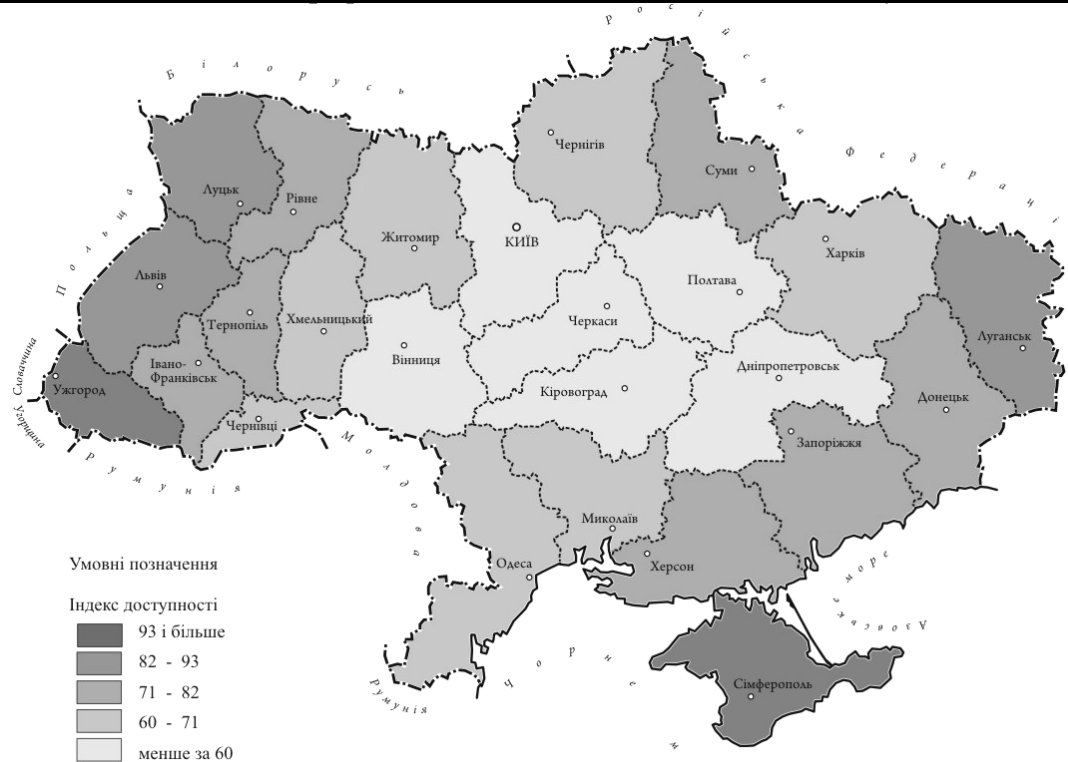 Російська Федераці
Білорусь
Польща
Словаччина
Угорщина
Румунія
Молдова
Румунія
Чорне м
Азовське море
Чернігів
Суми
Луцьк
Рівне
Житомир
КИЇВ
Харків
Львів
Полтава
Тернопіль
Хмельницький
Черкаси
Луганськ
Івано-
Франківськ
Вінниця
Дніпропетровськ
Ужгород
Кіровоград
Донецьк
Чернівці
Запоріжжя
Миколаїв
Одеса
Херсон
Сімферополь
Умовні позначення
Індекс доступності
93 і більше
82 - 93
71 - 82
60 - 71
менше за 60